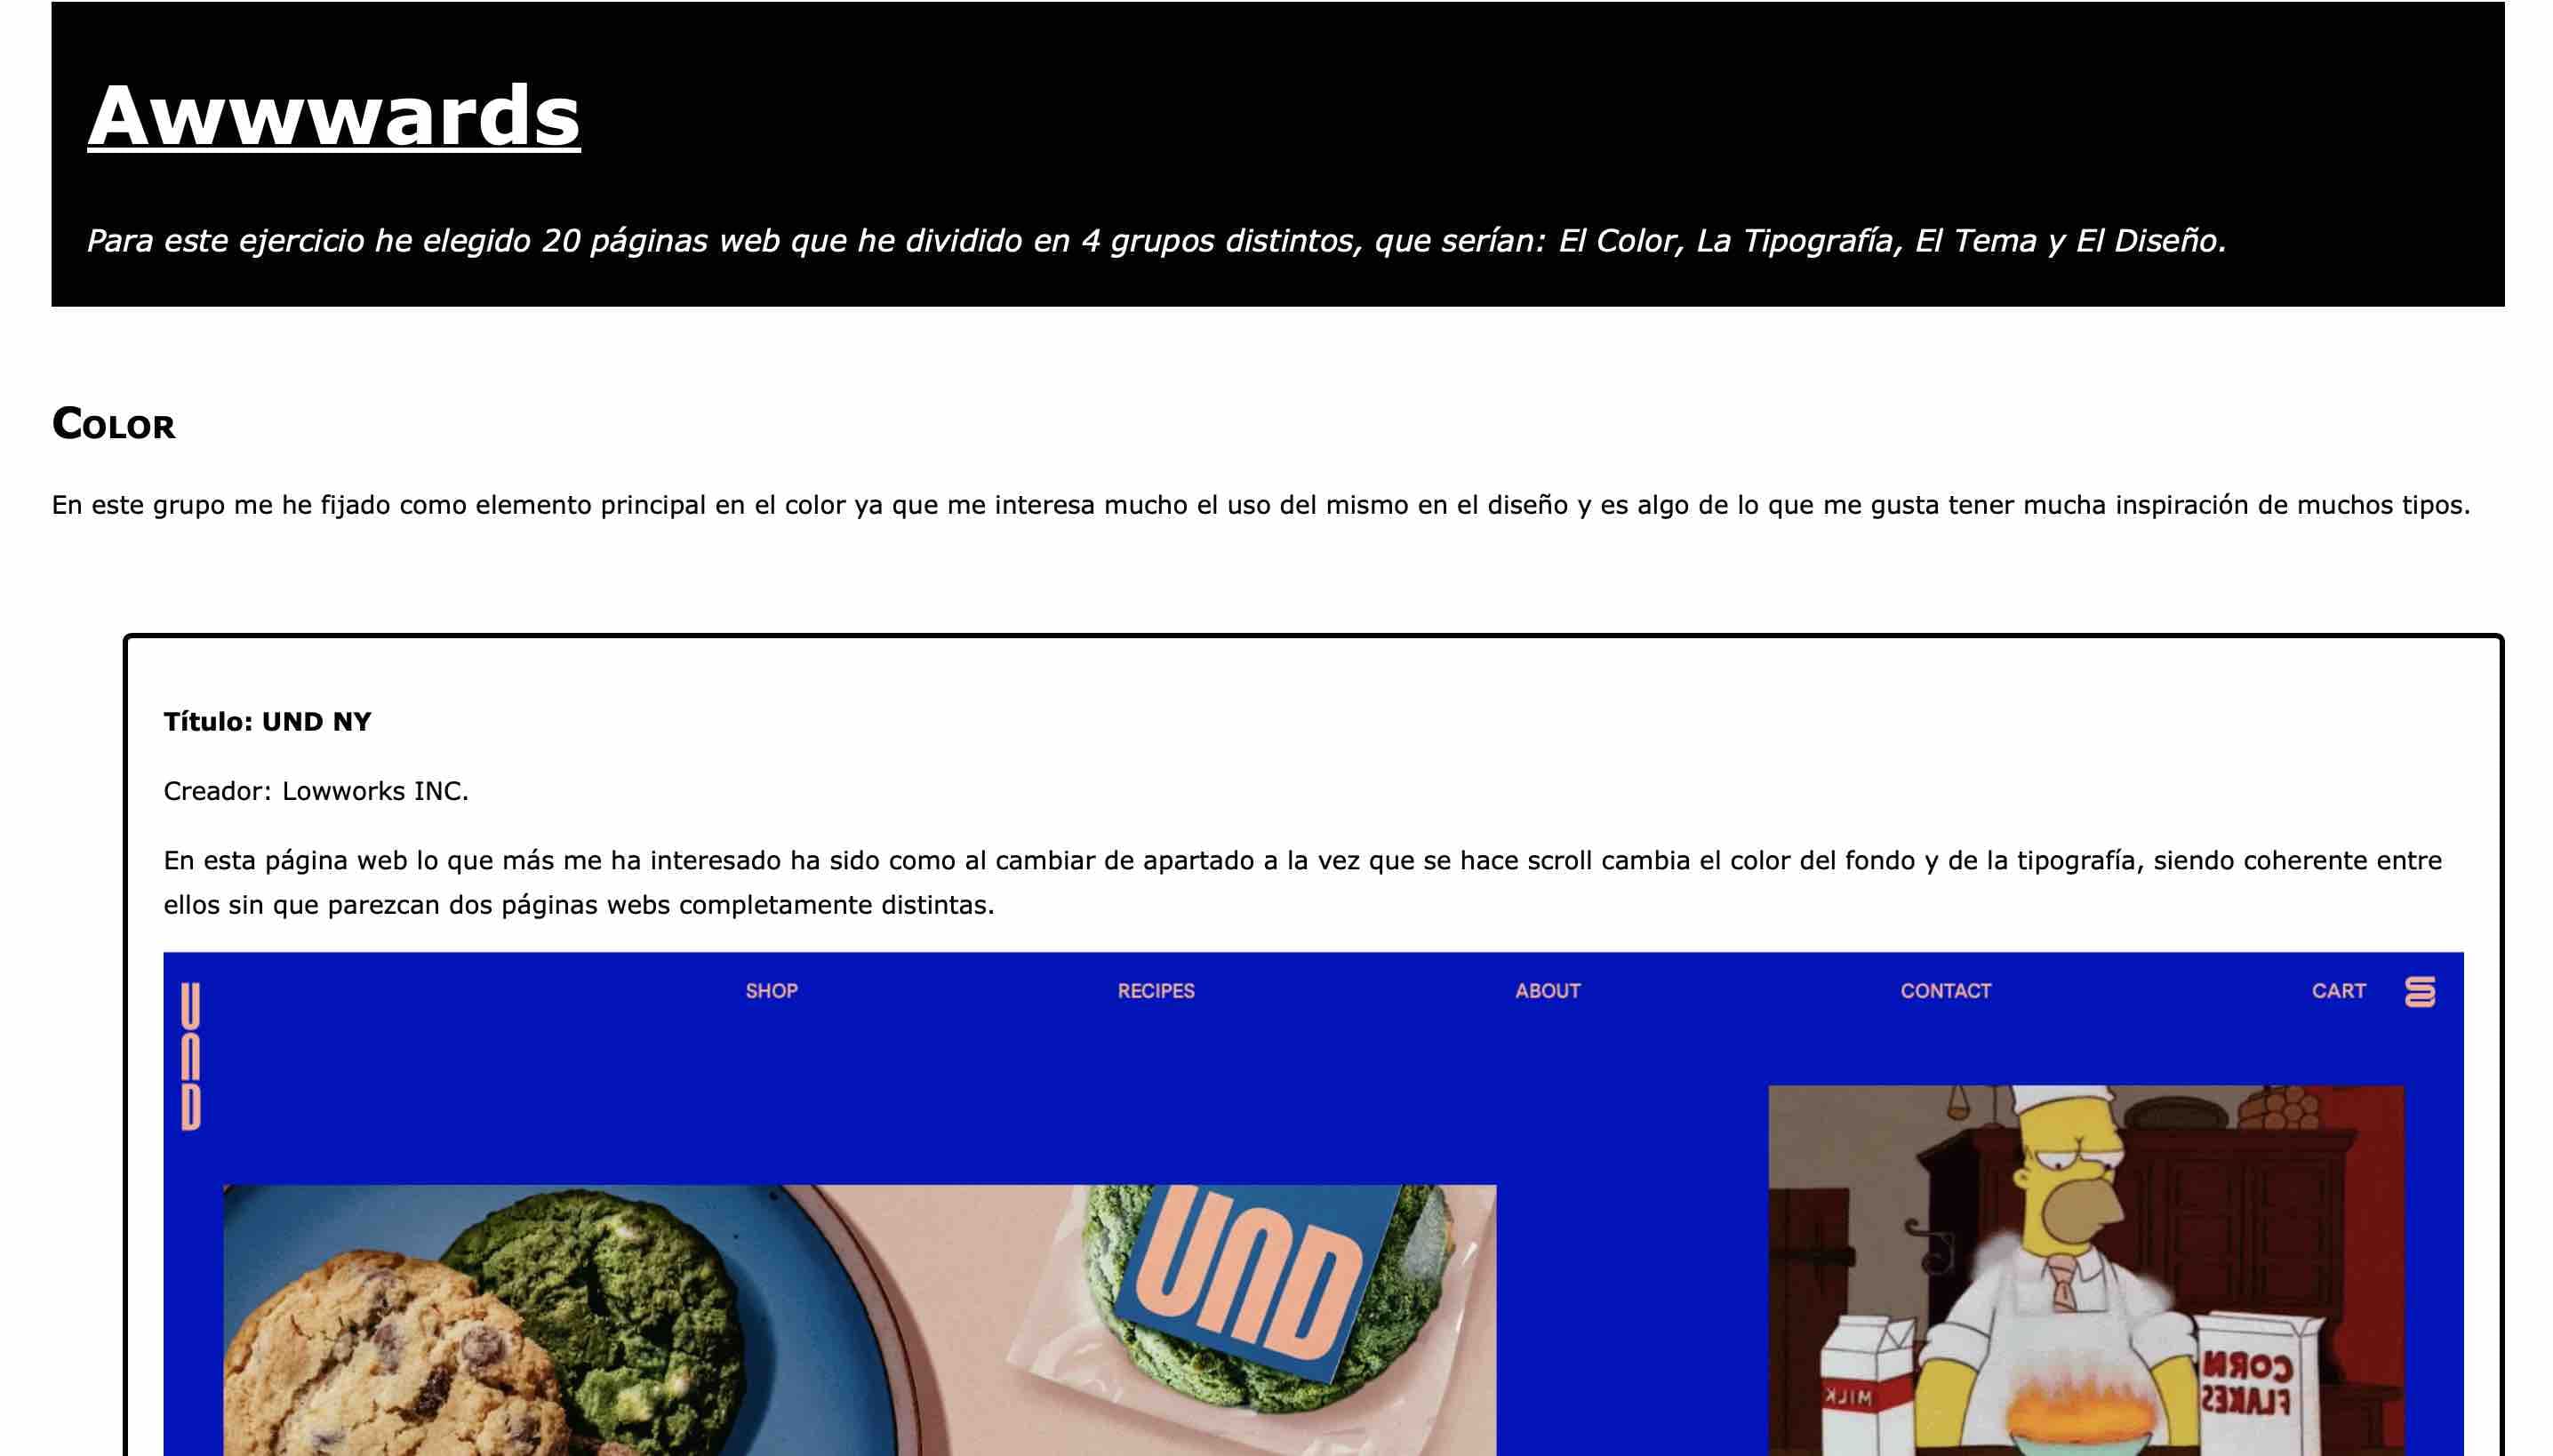 Awwwards
Para este ejercicio he elegido 20 páginas web que he dividido en 4 grupos distintos, que serían: El Color, La Tipografía, El Tema y El Diseño.
Color
En este grupo me he fijado como elemento principal en el color ya que me interesa mucho el uso del mismo en el diseño y es algo de lo que me gusta tener mucha inspiración de muchos tipos.
Título: UND NY
Creador: Lowworks INC.
En esta página web lo que más me ha interesado ha sido como al cambiar de apartado a la vez que se hace scroll cambia el color del fondo y de la tipografía, siendo coherente entre
ellos sin que parezcan dos páginas webs completamente distintas.
UND
SHOP RECIPES ABOUT CONTACT CART
UND
CORN
FLAKES
MILK